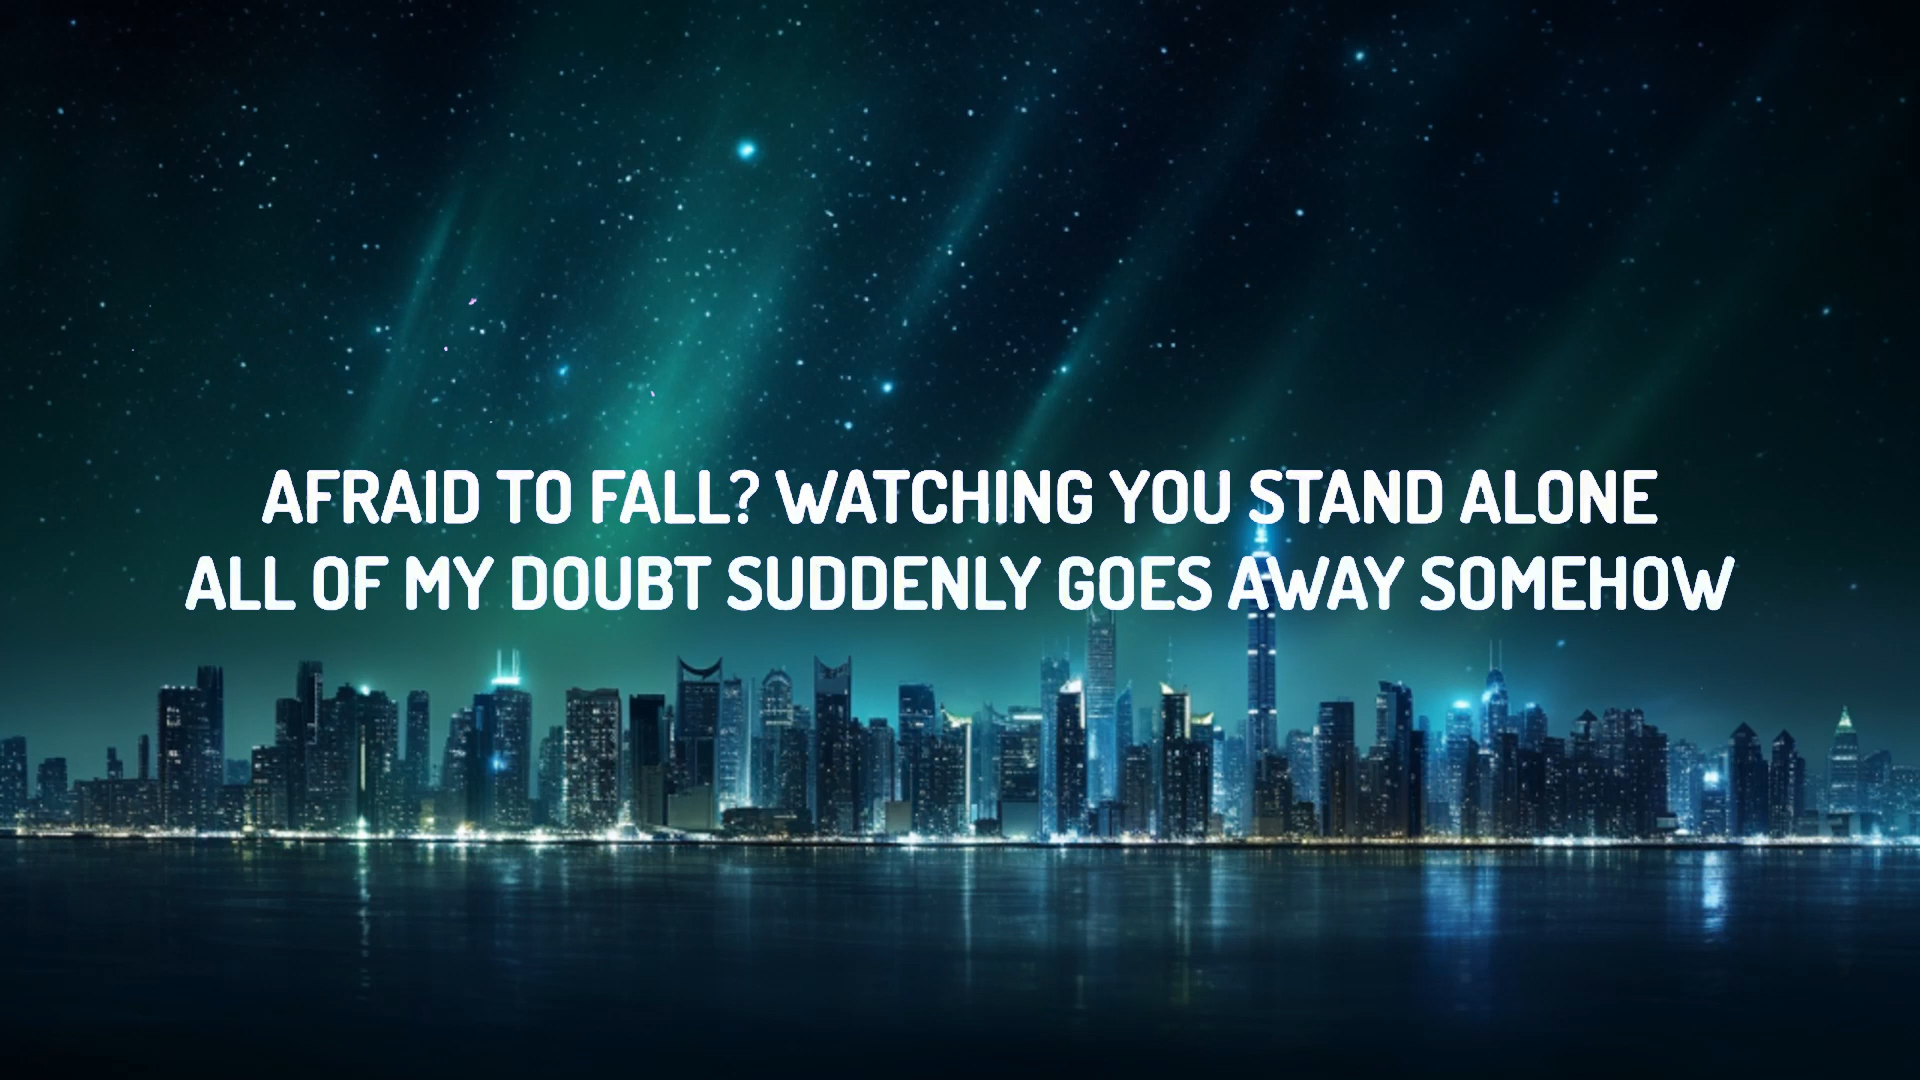 AFRAID TO FALL? WATCHING YOU STAND ALONE
ALL OF MY DOUBT SUDDENLY GOES AWAY SOMEHOW